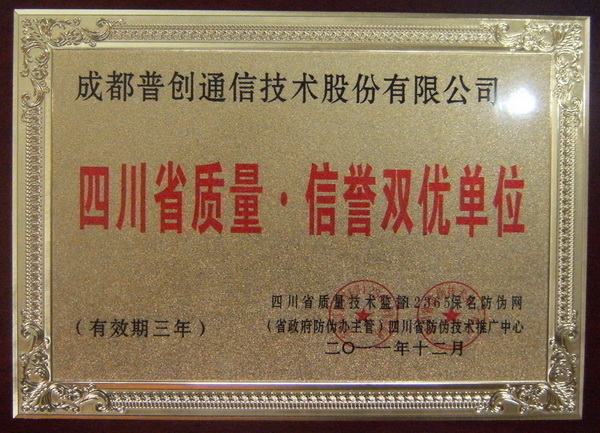 成都普创通信技术股份有限公司
四川省质量·信誉双优单位
四川省质量技术监督2365保名防伪网
(有效期三年)
(省政府防伪办主管)四川省防伪技术推广中心
二〇一一年十二月